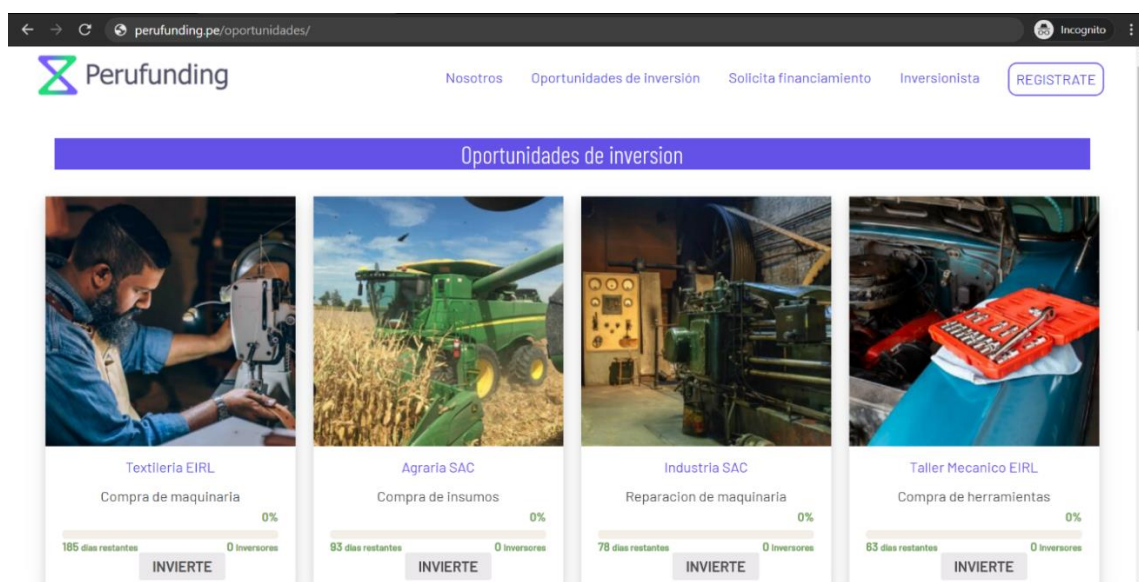 perufunding.pe/oportunidades/
Incognito
Perufunding
Nosotros Oportunidades de inversión Solicita financiamiento Inversionista REGISTRATE
Oportunidades de inversion
Textileria EIRL
Compra de maquinaria
0%
185 dias restantes 0 Inversores
INVIERTE
Agraria SAC
Compra de insumos
0%
93 dias restantes 0 Inversores
INVIERTE
Industria SAC
Reparacion de maquinaria
0%
78 dias restantes 0 Inversores
INVIERTE
Taller Mecanico EIRL
Compra de herramientas
0%
63 dias restantes 0 Inversores
INVIERTE